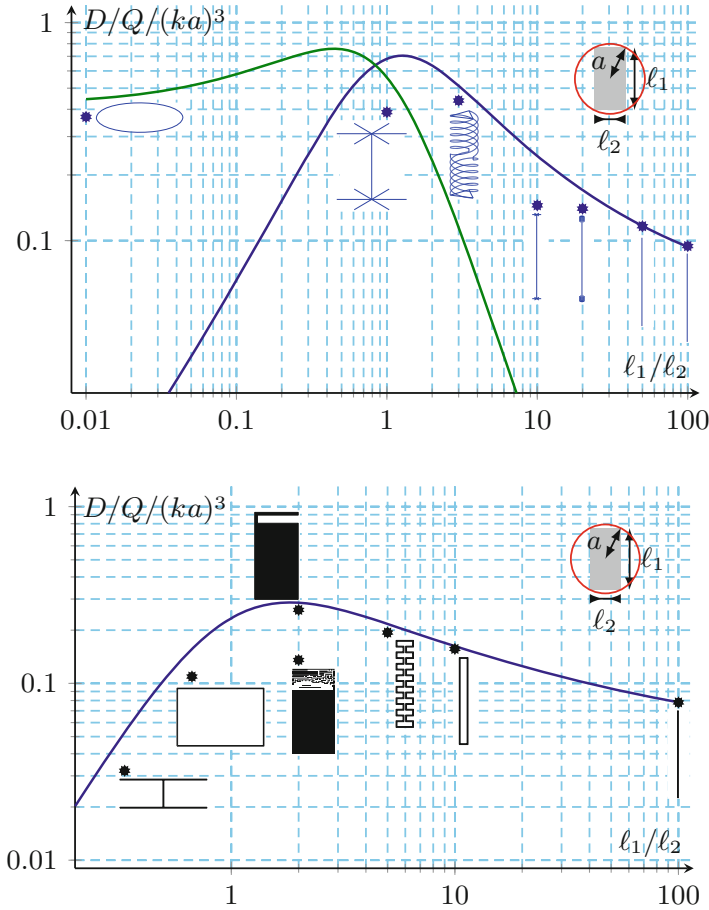 1
D/Q/(ka)³
a
ℓ₁
ℓ₂
0.1
ℓ₁/ℓ₂
0.01 0.1 1 10 100
1
D/Q/(ka)³
a
ℓ₁
ℓ₂
0.1
ℓ₁/ℓ₂
0.01
1 10 100